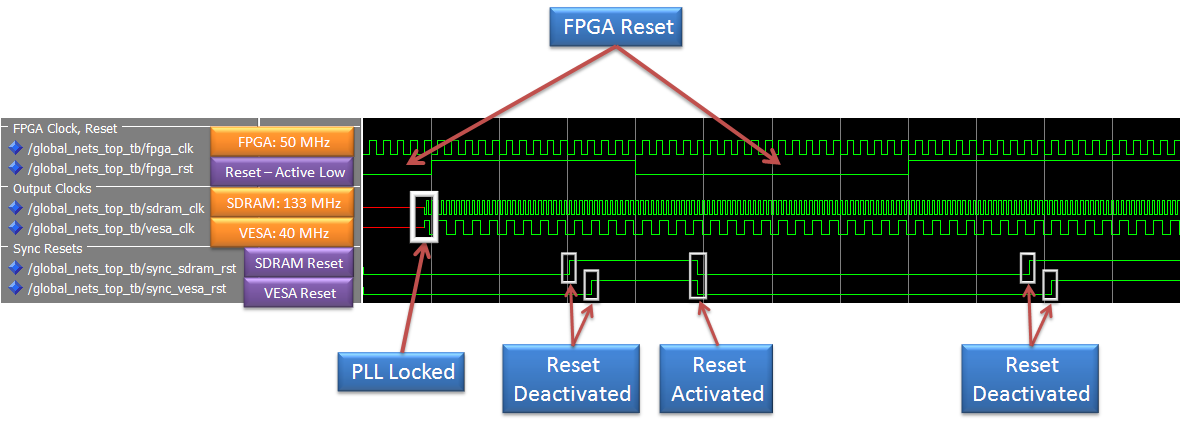 FPGA Reset
FPGA Clock, Reset
/global_nets_top_tb/fpga_clk
FPGA: 50 MHz
/global_nets_top_tb/fpga_rst
Reset – Active Low
Output Clocks
/global_nets_top_tb/sdram_clk
SDRAM: 133 MHz
/global_nets_top_tb/vesa_clk
VESA: 40 MHz
Sync Resets
/global_nets_top_tb/sync_sdram_rst
SDRAM Reset
/global_nets_top_tb/sync_vesa_rst
VESA Reset
PLL Locked
Reset
Deactivated
Reset
Activated
Reset
Deactivated